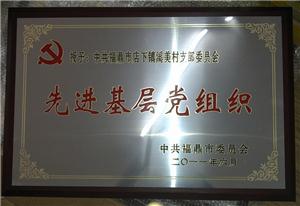 授予：中共福鼎市店下镇阮美村支部委员会
先进基层党组织
中共福鼎市委员会
二〇一一年六月